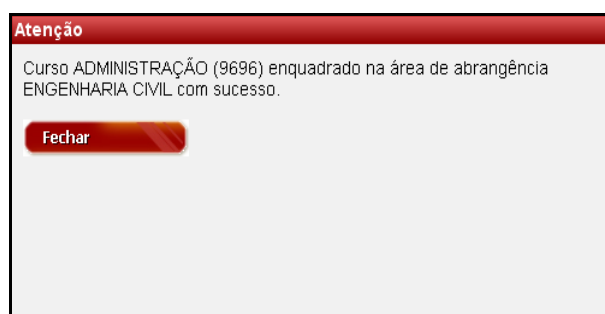 Atenção
Curso ADMINISTRAÇÃO (9696) enquadrado na área de abrangência
ENGENHARIA CIVIL com sucesso.
Fechar